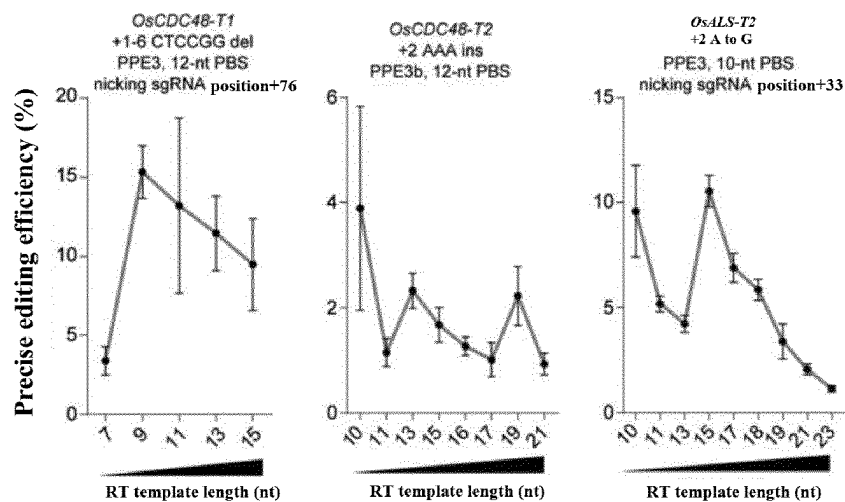 OsCDC48-T1
+1-6 CTCCGG del
PPE3, 12-nt PBS
nicking sgRNA position+76
OsCDC48-T2
+2 AAA ins
PPE3b, 12-nt PBS
OsALS-T2
+2 A to G
PPE3, 10-nt PBS
nicking sgRNA position+33
Precise editing efficiency (%)
20
15
10
5
0
7 9 11 13 15
RT template length (nt)
6
4
2
0
10 11 13 15 16 17 19 21
RT template length (nt)
15
10
5
0
10 11 13 15 17 18 19 21 23
RT template length (nt)